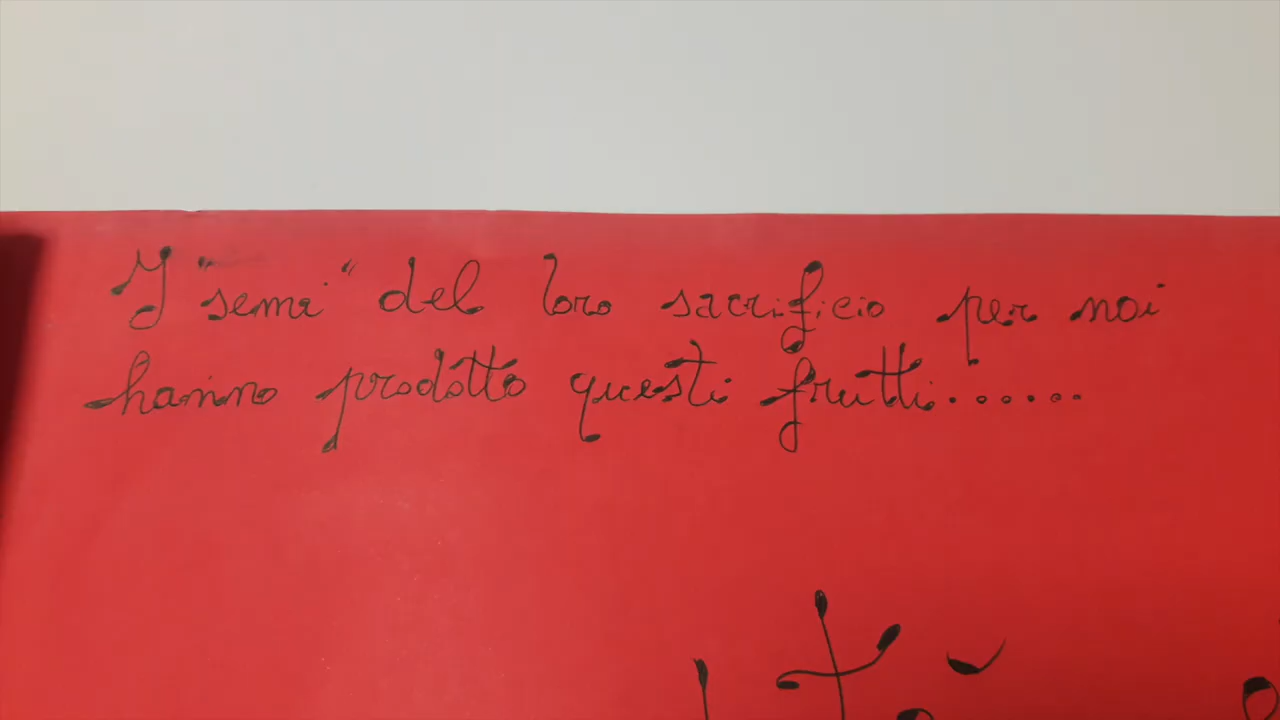 I "semi" del loro sacrificio per noi
hanno prodotto questi frutti......